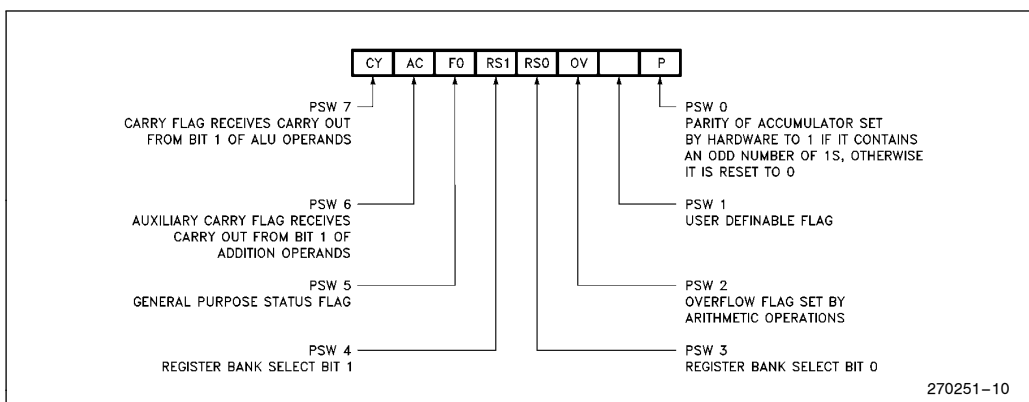 CY AC F0 RS1 RS0 OV P
PSW 7
CARRY FLAG RECEIVES CARRY OUT
FROM BIT 1 OF ALU OPERANDS
PSW 6
AUXILIARY CARRY FLAG RECEIVES
CARRY OUT FROM BIT 1 OF
ADDITION OPERANDS
PSW 5
GENERAL PURPOSE STATUS FLAG
PSW 4
REGISTER BANK SELECT BIT 1
PSW 0
PARITY OF ACCUMULATOR SET
BY HARDWARE TO 1 IF IT CONTAINS
AN ODD NUMBER OF 1S, OTHERWISE
IT IS RESET TO 0
PSW 1
USER DEFINABLE FLAG
PSW 2
OVERFLOW FLAG SET BY
ARITHMETIC OPERATIONS
PSW 3
REGISTER BANK SELECT BIT 0
270251–10